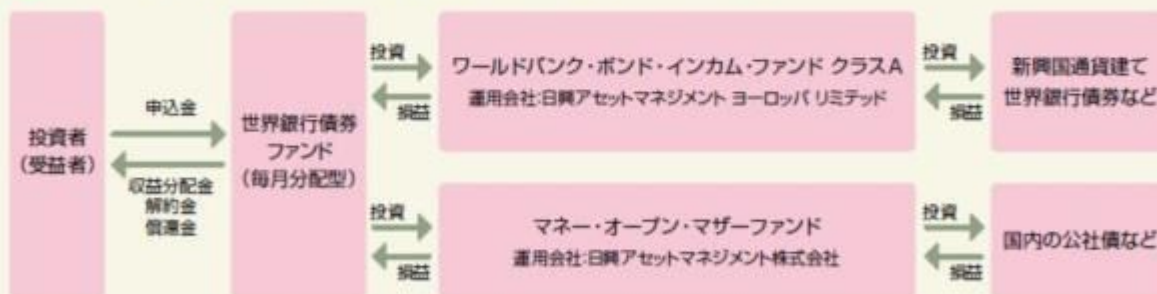 投資者
(受益者)
申込金
収益分配金
解約金
償還金
世界銀行債券
ファンド
(毎月分配型)
投資
損益
ワールドバンク・ボンド・インカム・ファンド クラスA
運用会社:日興アセットマネジメント ヨーロッパ リミテッド
投資
損益
新興国通貨建て
世界銀行債券など
投資
損益
マネー・オープン・マザーファンド
運用会社:日興アセットマネジメント株式会社
投資
損益
国内の公社債など